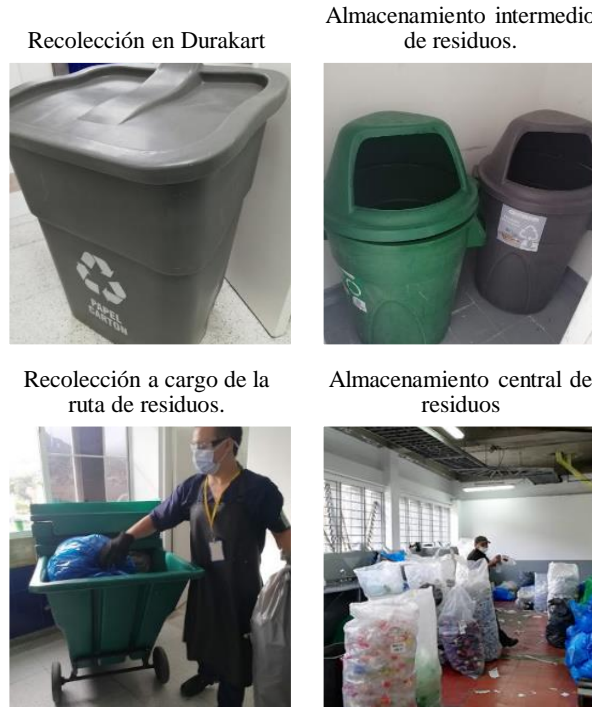 Recolección en Durakart
Almacenamiento intermedio
de residuos.
PAPEL
CARTÓN
Recolección a cargo de la
ruta de residuos.
Almacenamiento central de
residuos